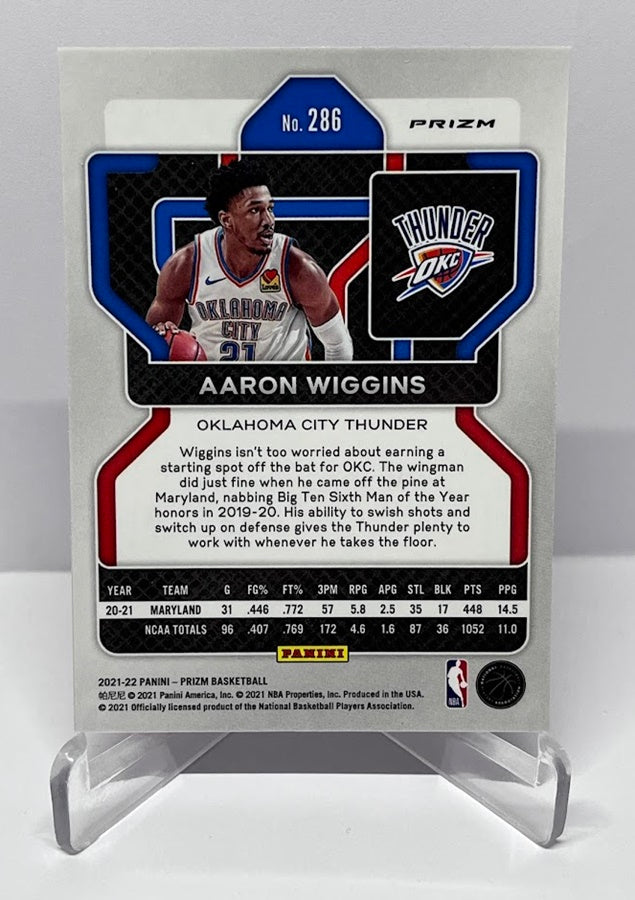 No. 286
PRIZM
THUNDER
OKC
OKLAHOMA
CITY
21
AARON WIGGINS
OKLAHOMA CITY THUNDER
Wiggins isn't too worried about earning a
starting spot off the bat for OKC. The wingman
did just fine when he came off the pine at
Maryland, nabbing Big Ten Sixth Man of the Year
honors in 2019-20. His ability to swish shots and
switch up on defense gives the Thunder plenty to
work with whenever he takes the floor.
YEAR TEAM G FG% FT% 3PM RPG APG STL BLK PTS PPG
20-21 MARYLAND 31 .446 .772 57 5.8 2.5 35 17 448 14.5
NCAA TOTALS 96 .407 .769 172 4.6 1.6 87 36 1052 11.0
PANINI
2021-22 PANINI – PRIZM BASKETBALL
帕尼尼 © 2021 Panini America, Inc. © 2021 NBA Properties, Inc. Produced in the USA.
© 2021 Officially licensed product of the National Basketball Players Association.
NBA